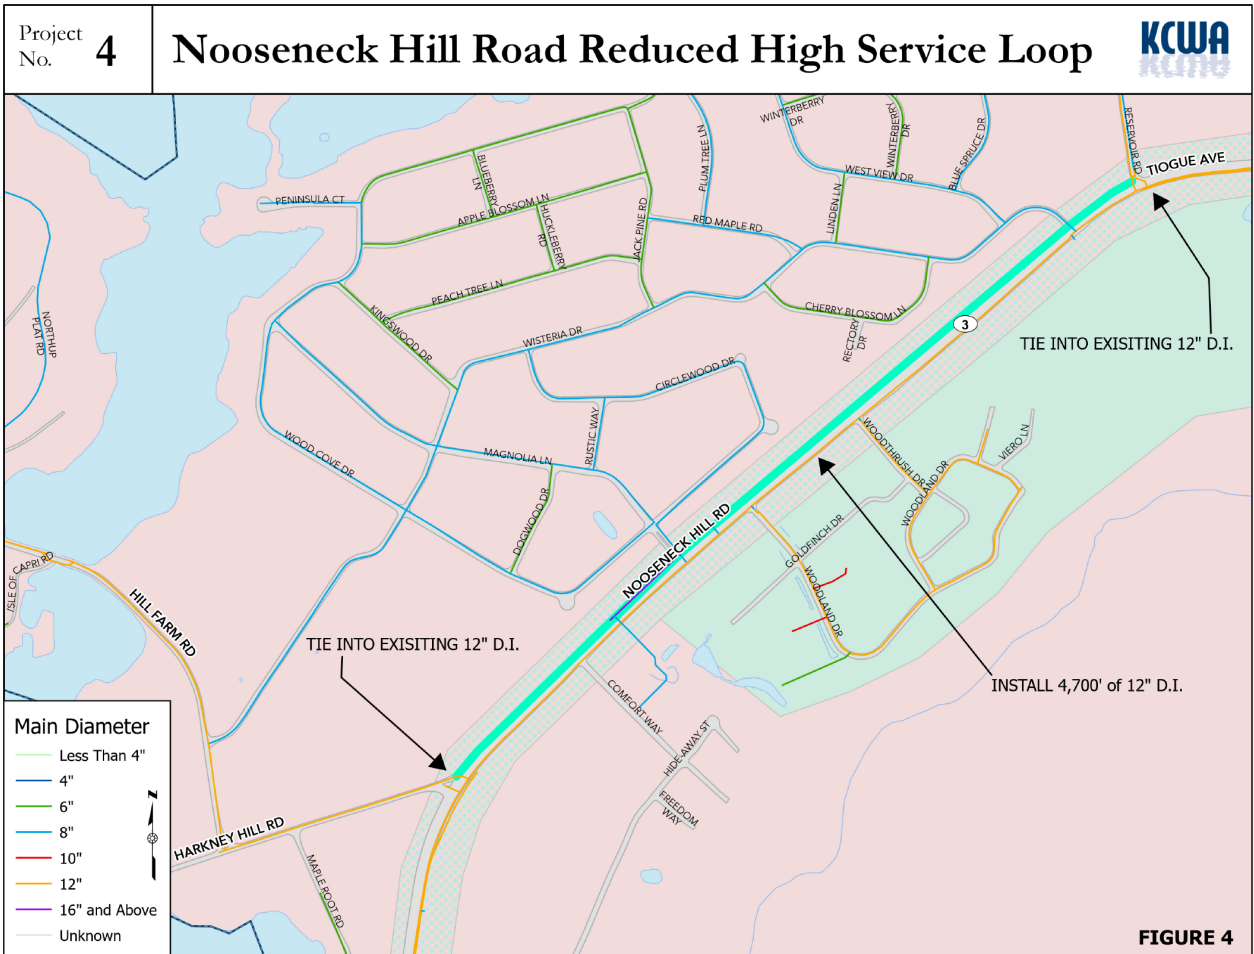 Project
No. 4
Nooseneck Hill Road Reduced High Service Loop
KCWA
WINTERBERRY
DR
WINTERBERRY
DR
BLUE SPRUCE DR
RESERVOIR RD
TIOGUE AVE
PLUM TREE LN
WEST VIEW DR
BLUEBERRY
LN
PENINSULA CT
APPLE BLOSSOM LN
HUCKLEBERRY
RD
JACK PINE RD
RED MAPLE RD
LINDEN LN
PEACH TREE LN
KINGSWOOD DR
NORTHUP
PLAT RD
WISTERIA DR
CHERRY BLOSSOM LN
RECTORY
DR
3
TIE INTO EXISITING 12" D.I.
CIRCLEWOOD DR
RUSTIC WAY
WOOD COVE DR
MAGNOLIA LN
DOGWOOD DR
WOODTHRUSH DR
WOODLAND DR
VIERO LN
NOOSENECK HILL RD
GOLDFINCH DR
WOODLAND DR
ISLE OF CAPRI RD
HILL FARM RD
TIE INTO EXISITING 12" D.I.
INSTALL 4,700' of 12" D.I.
COMFORT WAY
HIDE AWAY ST
FREEDOM
WAY
HARKNEY HILL RD
MAPLE ROOT RD
Main Diameter
Less Than 4"
4"
6"
8"
10"
12"
16" and Above
Unknown
Z
FIGURE 4